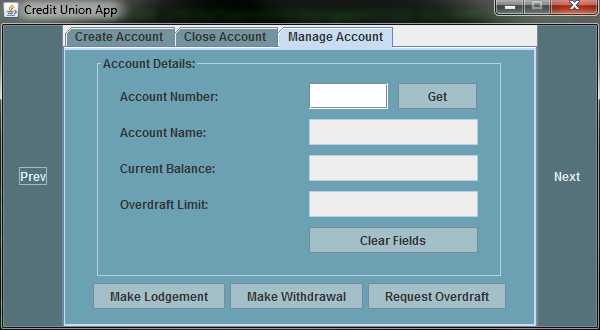 Credit Union App
Create Account Close Account Manage Account
Account Details:
Account Number: Get
Account Name:
Current Balance:
Prev Next
Overdraft Limit:
Clear Fields
Make Lodgement Make Withdrawal Request Overdraft